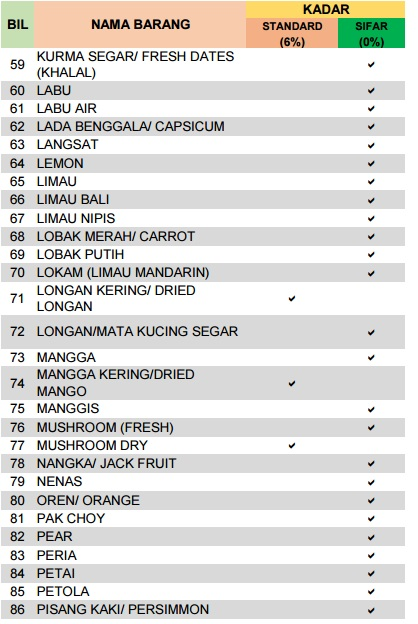 BIL NAMA BARANG KADAR
STANDARD (6%) SIFAR (0%)
59 KURMA SEGAR/ FRESH DATES (KHALAL) ✓
60 LABU ✓
61 LABU AIR ✓
62 LADA BENGGALA/ CAPSICUM ✓
63 LANGSAT ✓
64 LEMON ✓
65 LIMAU ✓
66 LIMAU BALI ✓
67 LIMAU NIPIS ✓
68 LOBAK MERAH/ CARROT ✓
69 LOBAK PUTIH ✓
70 LOKAM (LIMAU MANDARIN) ✓
71 LONGAN KERING/ DRIED LONGAN ✓
72 LONGAN/MATA KUCING SEGAR ✓
73 MANGGA ✓
74 MANGGA KERING/DRIED MANGO ✓
75 MANGGIS ✓
76 MUSHROOM (FRESH) ✓
77 MUSHROOM DRY ✓
78 NANGKA/ JACK FRUIT ✓
79 NENAS ✓
80 OREN/ ORANGE ✓
81 PAK CHOY ✓
82 PEAR ✓
83 PERIA ✓
84 PETAI ✓
85 PETOLA ✓
86 PISANG KAKI/ PERSIMMON ✓